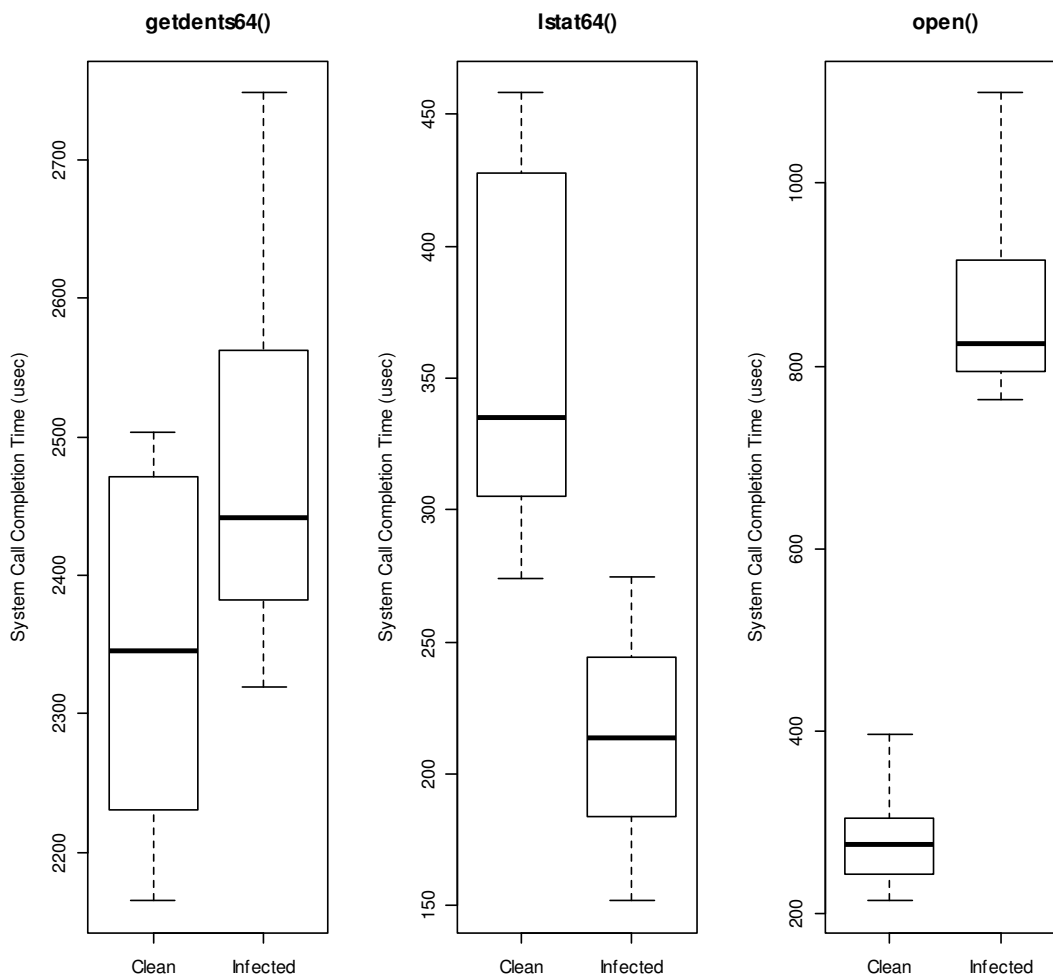 getdents64()
System Call Completion Time (usec)
2700
2600
2500
2400
2300
2200
Clean
Infected
lstat64()
System Call Completion Time (usec)
450
400
350
300
250
200
150
Clean
Infected
open()
System Call Completion Time (usec)
1000
800
600
400
200
Clean
Infected